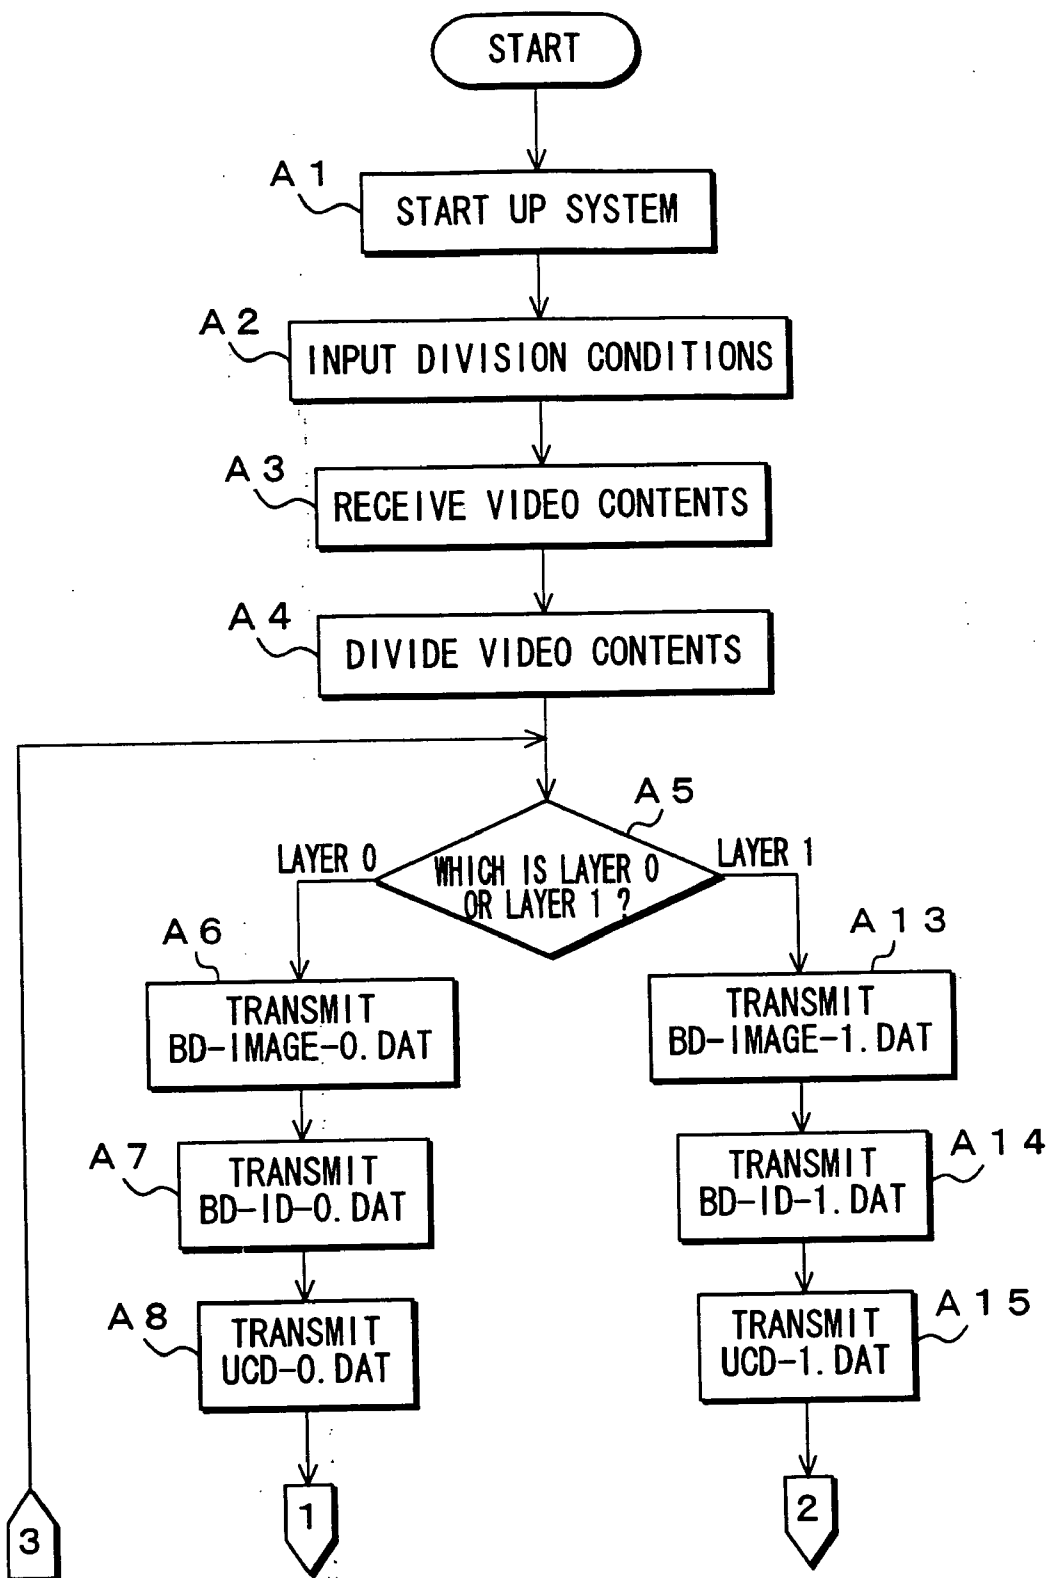 START
A1
START UP SYSTEM
A2
INPUT DIVISION CONDITIONS
A3
RECEIVE VIDEO CONTENTS
A4
DIVIDE VIDEO CONTENTS
A5
LAYER 0
WHICH IS LAYER 0
OR LAYER 1 ?
LAYER 1
A6
TRANSMIT
BD-IMAGE-0.DAT
A13
TRANSMIT
BD-IMAGE-1.DAT
A7
TRANSMIT
BD-ID-0.DAT
A14
TRANSMIT
BD-ID-1.DAT
A8
TRANSMIT
UCD-0.DAT
A15
TRANSMIT
UCD-1.DAT
3
1
2